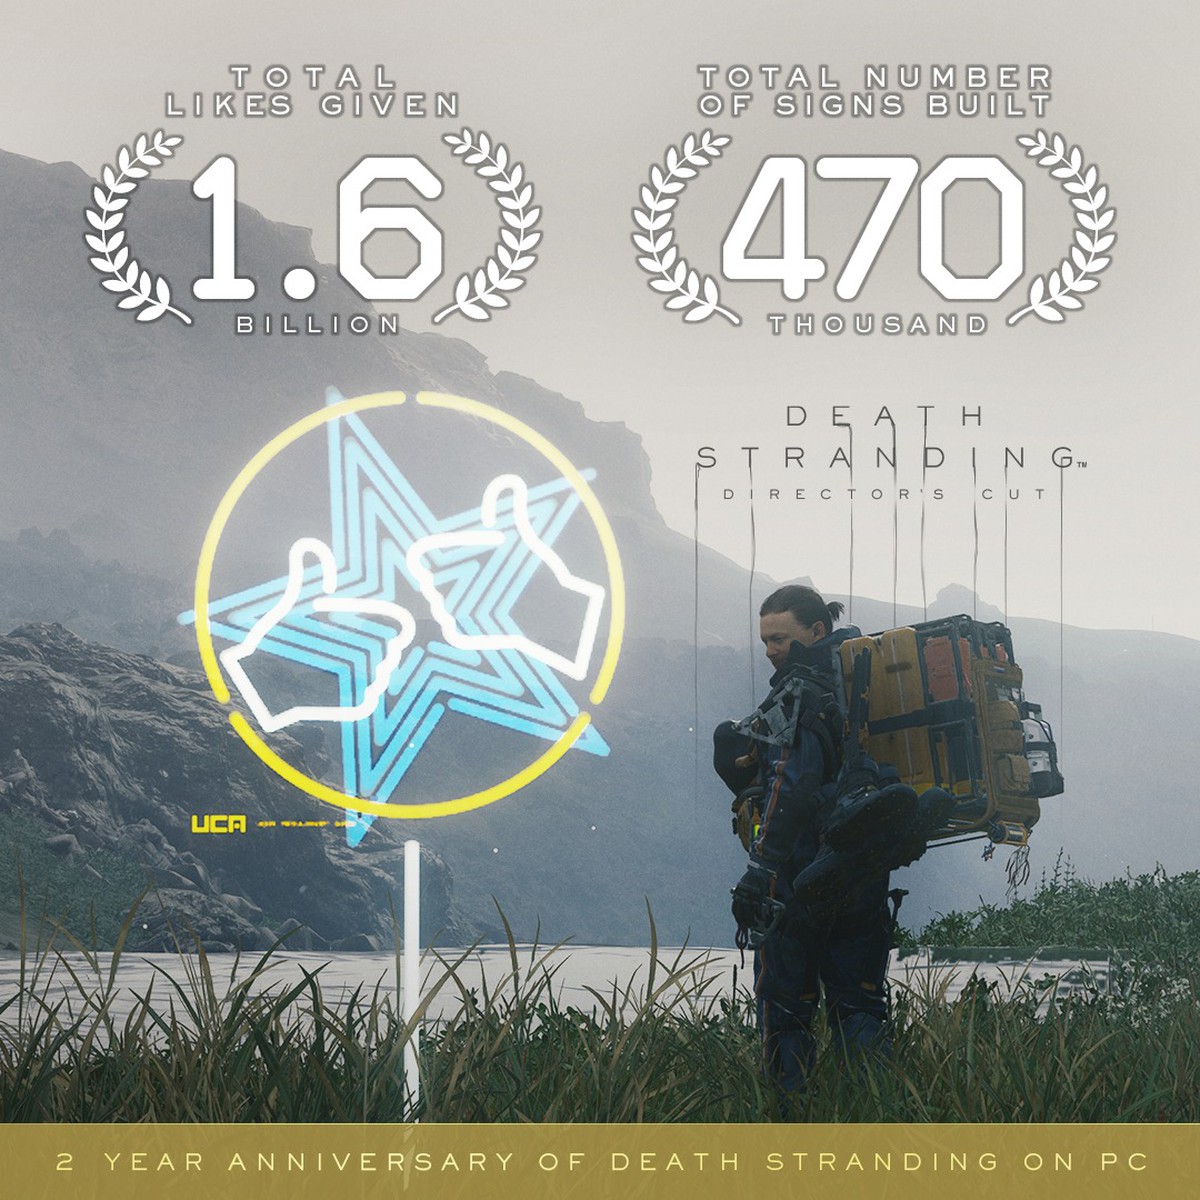 TOTAL
LIKES GIVEN
1.6
BILLION
TOTAL NUMBER
OF SIGNS BUILT
470
THOUSAND
DEATH
STRANDING™
DIRECTOR'S CUT
UCA
2 YEAR ANNIVERSARY OF DEATH STRANDING ON PC